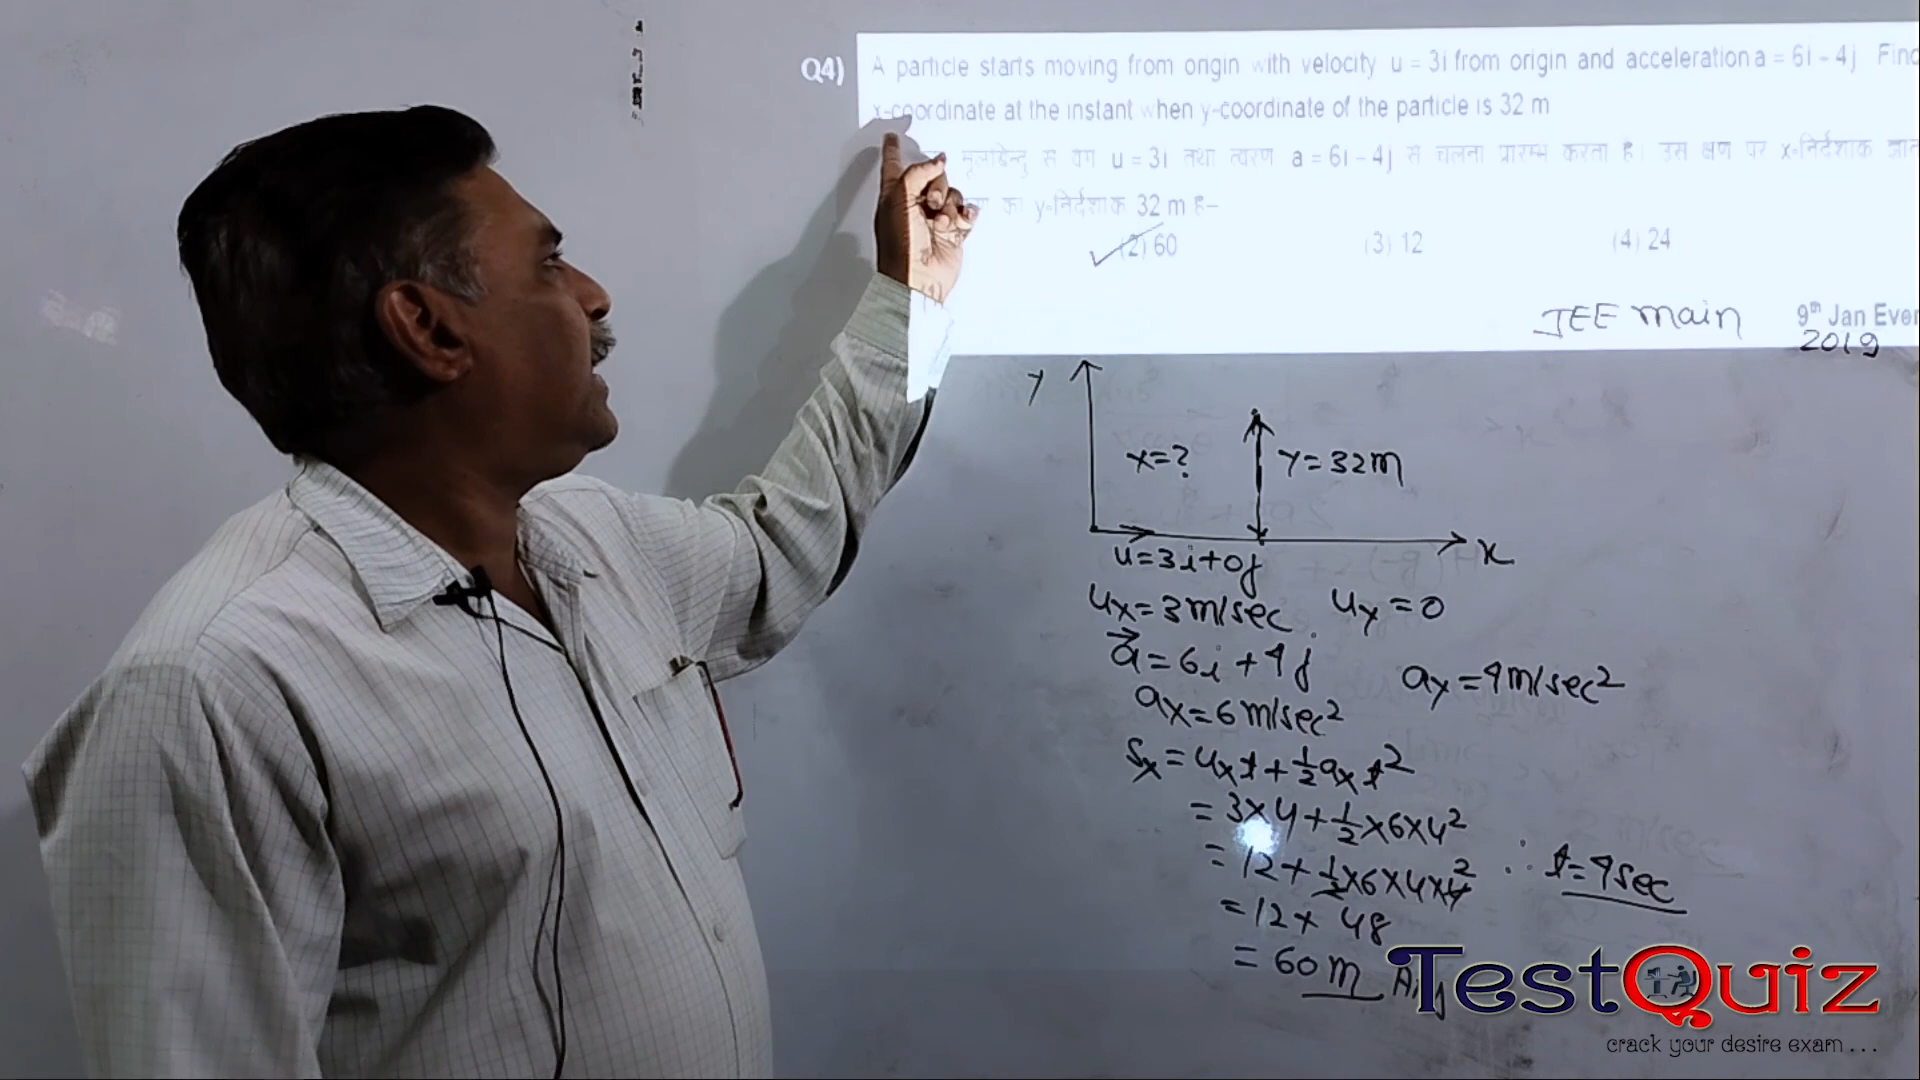 Q4) A particle starts moving from origin with velocity u = 3i from origin and acceleration a = 6i - 4j Find
x-coordinate at the instant when y-coordinate of the particle is 32 m
मूलबिन्दु से वेग u = 3i तथा त्वरण a = 6i - 4j से चलना प्रारम्भ करता है। उस क्षण पर x-निर्देशांक
का y-निर्देशांक 32 m है–
(2) 60 (3) 12 (4) 24
JEE main 9th Jan
2019
y
x=? y=32m
x
u=3i+0j
ux=3m/sec uy=0
a=6i+4j ay=4m/sec²
ax=6m/sec²
Sx=uxt+½axt²
=3×4+½×6×4²
=12+½×6×4×4 2 ∴ t=4sec
=12+48
=60m
TestQuiz
crack your desire exam...